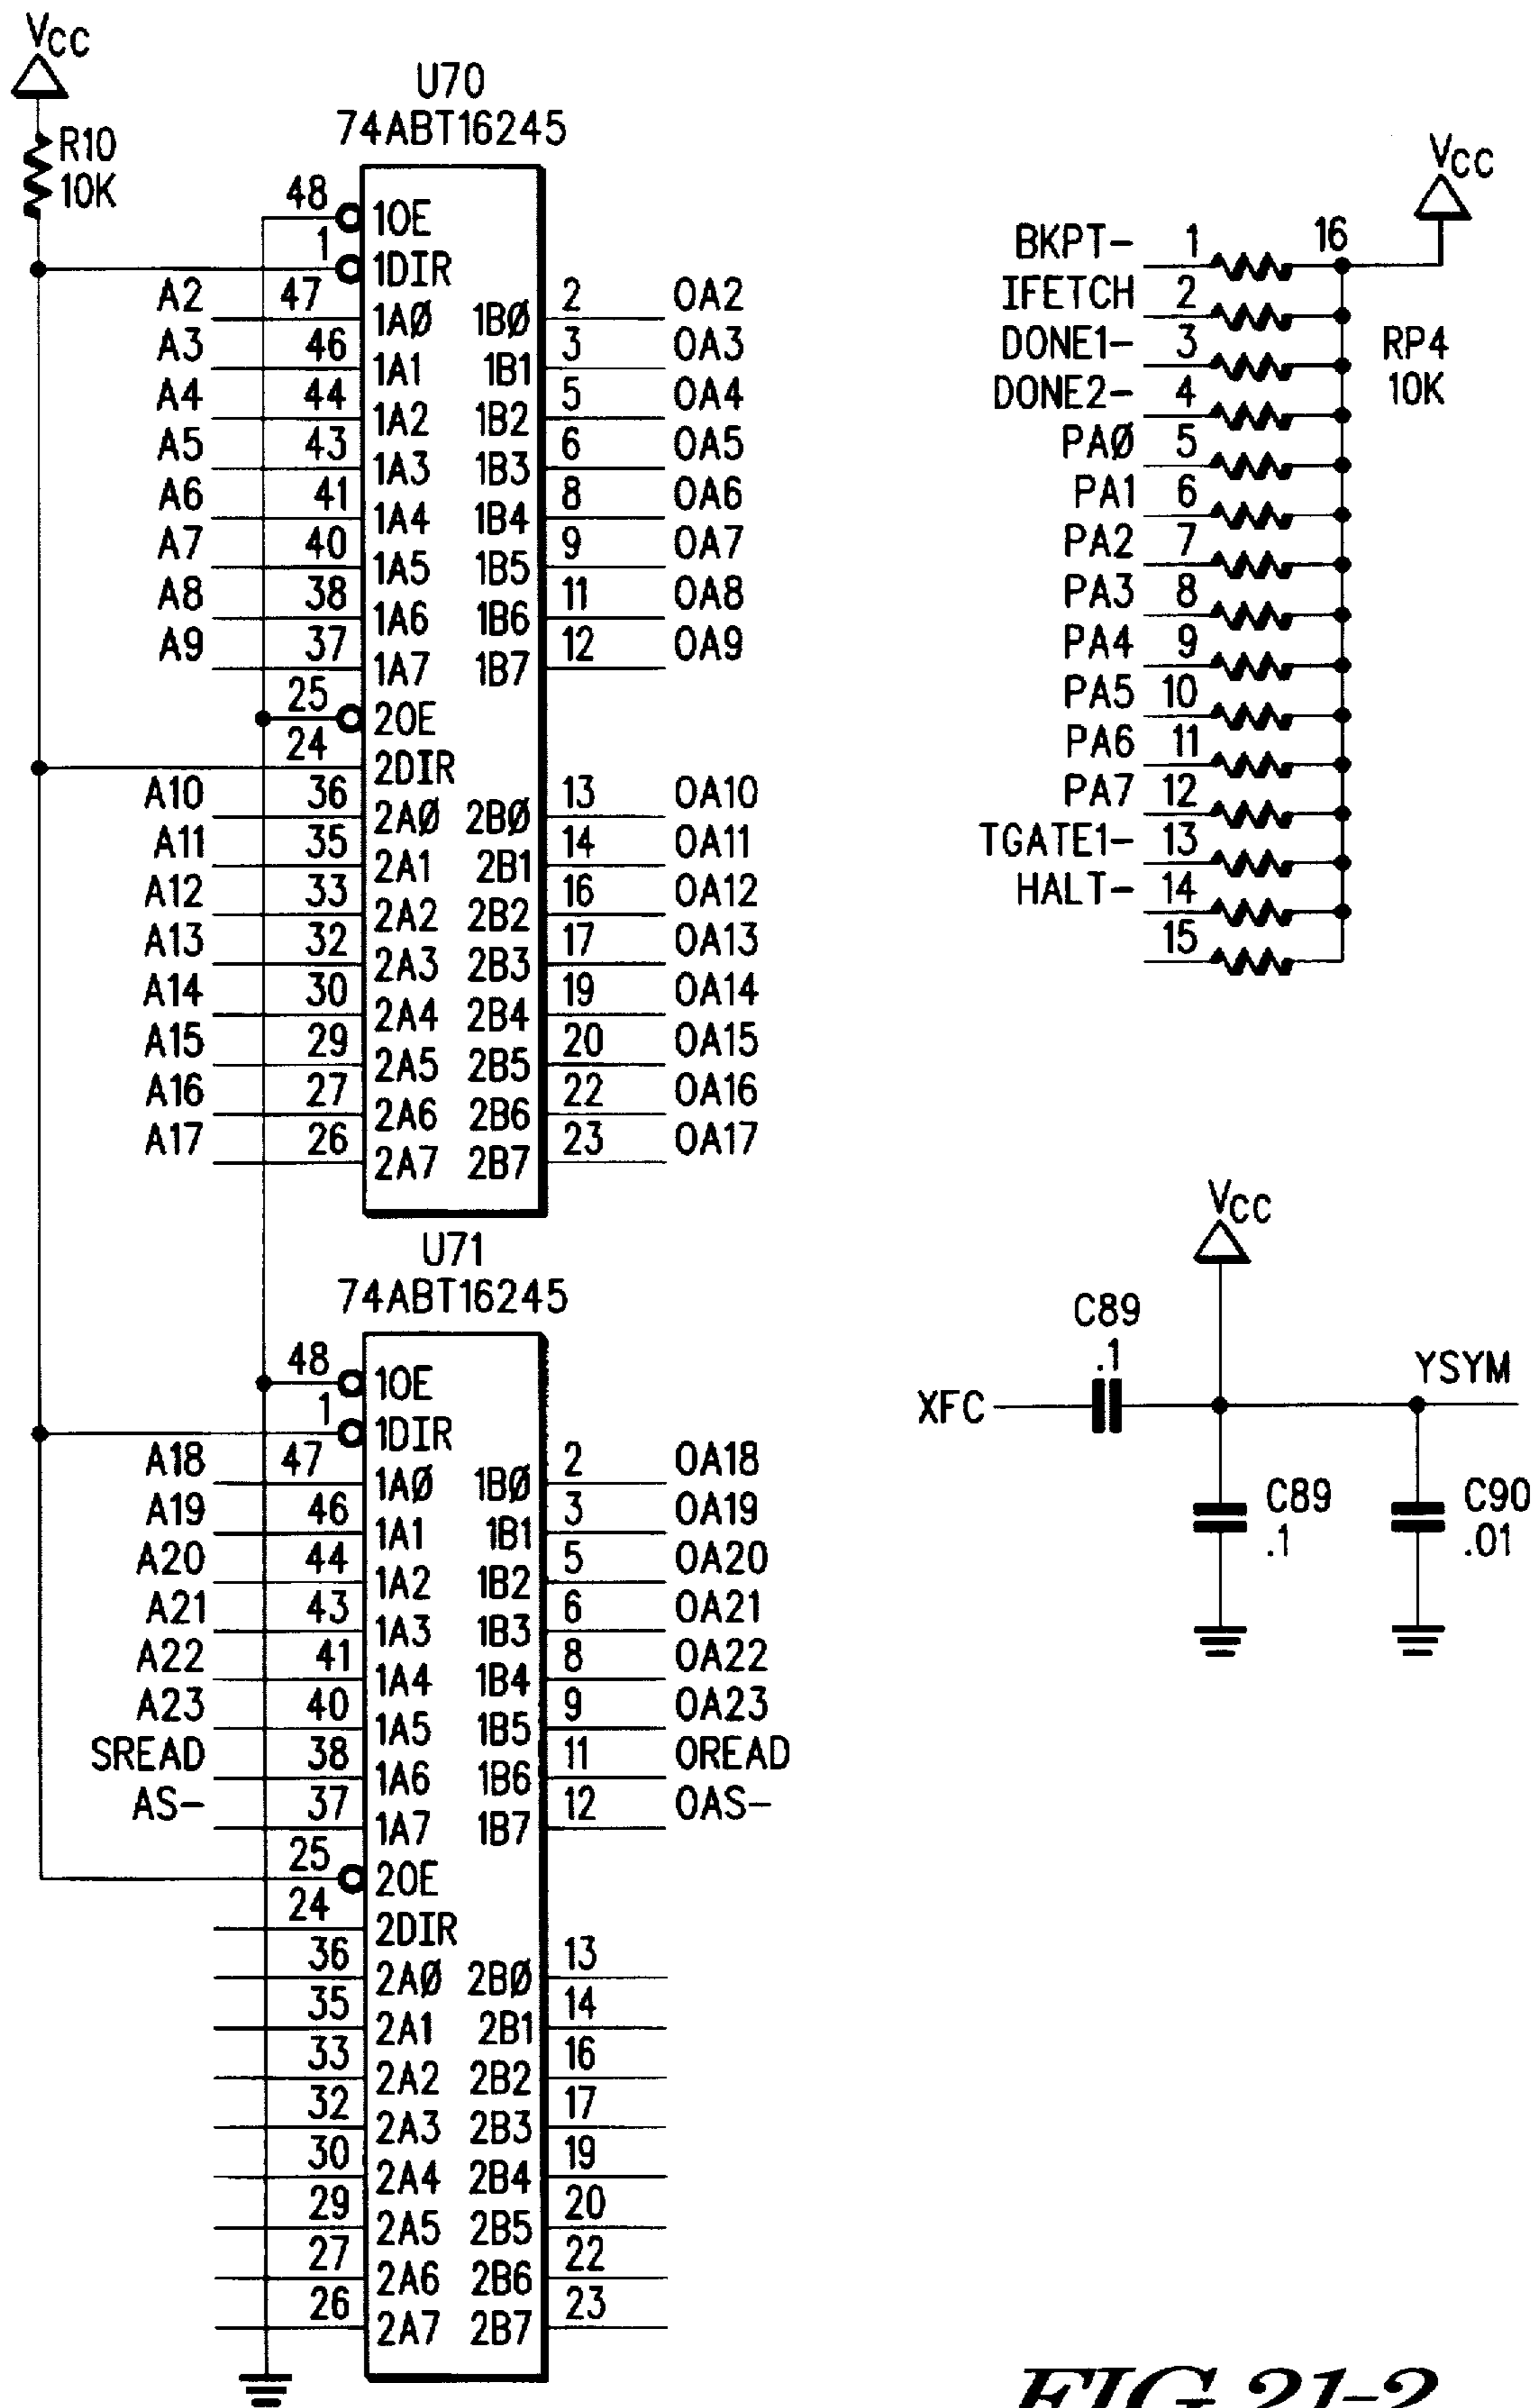 VCC
R10
10K
U70
74ABT16245
48 1OE
1 1DIR
A2 47 1AØ 1BØ 2 OA2
A3 46 1A1 1B1 3 OA3
A4 44 1A2 1B2 5 OA4
A5 43 1A3 1B3 6 OA5
A6 41 1A4 1B4 8 OA6
A7 40 1A5 1B5 9 OA7
A8 38 1A6 1B6 11 OA8
A9 37 1A7 1B7 12 OA9
25 2OE
24 2DIR
A10 36 2AØ 2BØ 13 OA10
A11 35 2A1 2B1 14 OA11
A12 33 2A2 2B2 16 OA12
A13 32 2A3 2B3 17 OA13
A14 30 2A4 2B4 19 OA14
A15 29 2A5 2B5 20 OA15
A16 27 2A6 2B6 22 OA16
A17 26 2A7 2B7 23 OA17
U71
74ABT16245
48 1OE
1 1DIR
A18 47 1AØ 1BØ 2 OA18
A19 46 1A1 1B1 3 OA19
A20 44 1A2 1B2 5 OA20
A21 43 1A3 1B3 6 OA21
A22 41 1A4 1B4 8 OA22
A23 40 1A5 1B5 9 OA23
SREAD 38 1A6 1B6 11 OREAD
AS- 37 1A7 1B7 12 OAS-
25 2OE
24 2DIR
36 2AØ 2BØ 13
35 2A1 2B1 14
33 2A2 2B2 16
32 2A3 2B3 17
30 2A4 2B4 19
29 2A5 2B5 20
27 2A6 2B6 22
26 2A7 2B7 23
VCC
BKPT- 1 16
IFETCH 2
DONE1- 3
DONE2- 4
PAØ 5
PA1 6
PA2 7
PA3 8
PA4 9
PA5 10
PA6 11
PA7 12
TGATE1- 13
HALT- 14
15
RP4
10K
VCC
C89
.1
XFC
YSYM
C89
.1
C90
.01
FIG.21-2